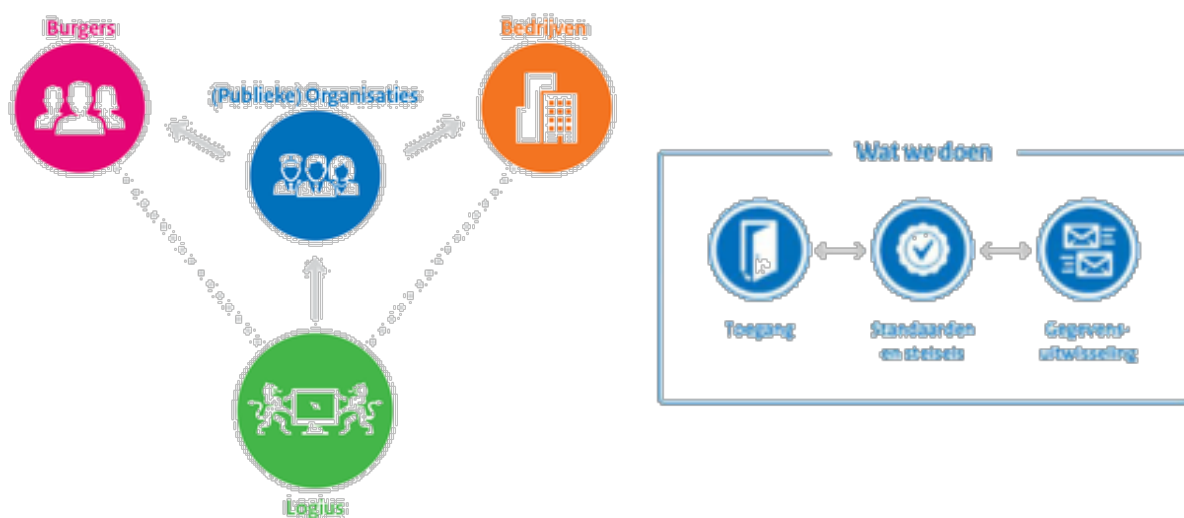 Burgers
Bedrijven
(Publieke) Organisaties
Wat we doen
Toegang
Standaarden
en stelsels
Gegevens-
uitwisseling
Logius